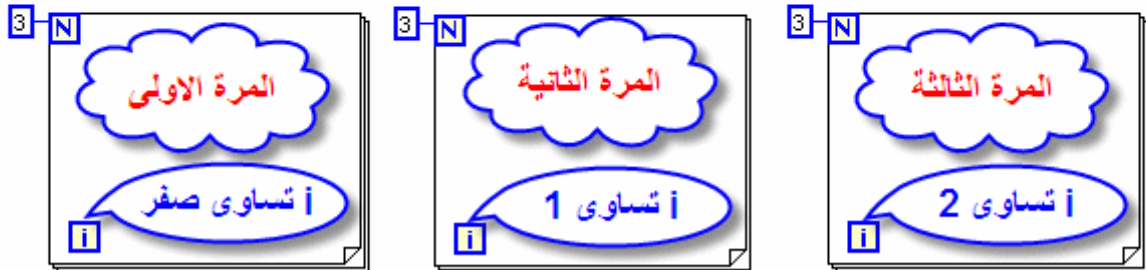 3 N
المرة الاولى
i تساوى صفر
i
3 N
المرة الثانية
i تساوى 1
i
3 N
المرة الثالثة
i تساوى 2
i